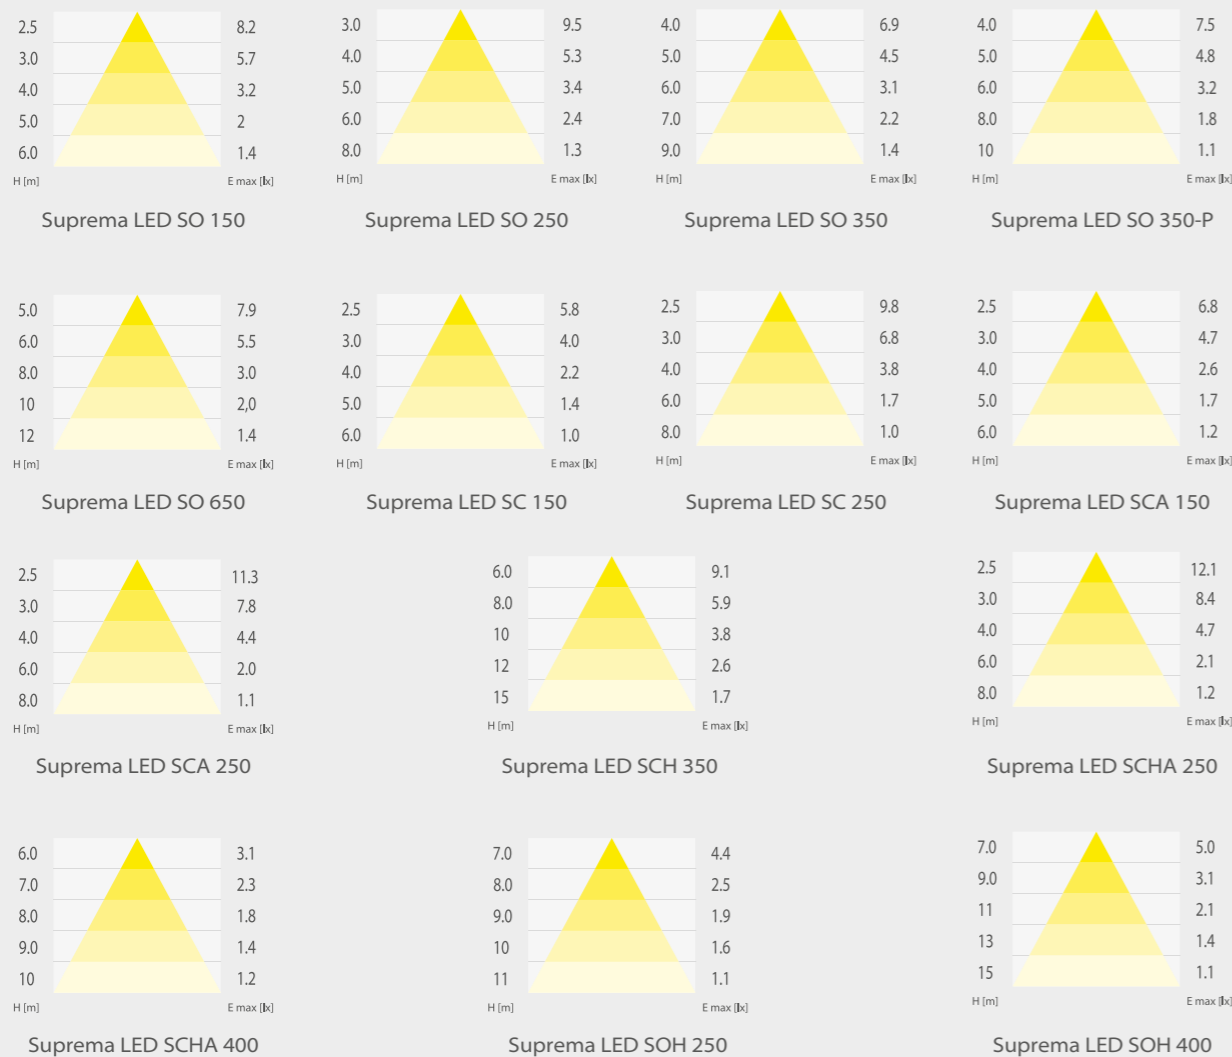 2.5 8.2
3.0 5.7
4.0 3.2
5.0 2
6.0 1.4
H [m] E max [lx]
Suprema LED SO 150
3.0 9.5
4.0 5.3
5.0 3.4
6.0 2.4
8.0 1.3
H [m] E max [lx]
Suprema LED SO 250
4.0 6.9
5.0 4.5
6.0 3.1
7.0 2.2
9.0 1.4
H [m] E max [lx]
Suprema LED SO 350
4.0 7.5
5.0 4.8
6.0 3.2
8.0 1.8
10 1.1
H [m] E max [lx]
Suprema LED SO 350-P
5.0 7.9
6.0 5.5
8.0 3.0
10 2,0
12 1.4
H [m] E max [lx]
Suprema LED SO 650
2.5 5.8
3.0 4.0
4.0 2.2
5.0 1.4
6.0 1.0
H [m] E max [lx]
Suprema LED SC 150
2.5 9.8
3.0 6.8
4.0 3.8
6.0 1.7
8.0 1.0
H [m] E max [lx]
Suprema LED SC 250
2.5 6.8
3.0 4.7
4.0 2.6
5.0 1.7
6.0 1.2
H [m] E max [lx]
Suprema LED SCA 150
2.5 11.3
3.0 7.8
4.0 4.4
6.0 2.0
8.0 1.1
H [m] E max [lx]
Suprema LED SCA 250
6.0 9.1
8.0 5.9
10 3.8
12 2.6
15 1.7
H [m] E max [lx]
Suprema LED SCH 350
2.5 12.1
3.0 8.4
4.0 4.7
6.0 2.1
8.0 1.2
H [m] E max [lx]
Suprema LED SCHA 250
6.0 3.1
7.0 2.3
8.0 1.8
9.0 1.4
10 1.2
H [m] E max [lx]
Suprema LED SCHA 400
7.0 4.4
8.0 2.5
9.0 1.9
10 1.6
11 1.1
H [m] E max [lx]
Suprema LED SOH 250
7.0 5.0
9.0 3.1
11 2.1
13 1.4
15 1.1
H [m] E max [lx]
Suprema LED SOH 400